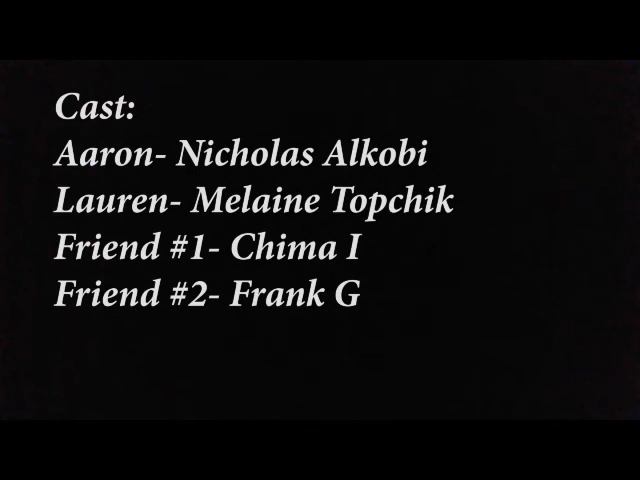 Cast:
Aaron- Nicholas Alkobi
Lauren- Melaine Topchik
Friend #1- Chima I
Friend #2- Frank G